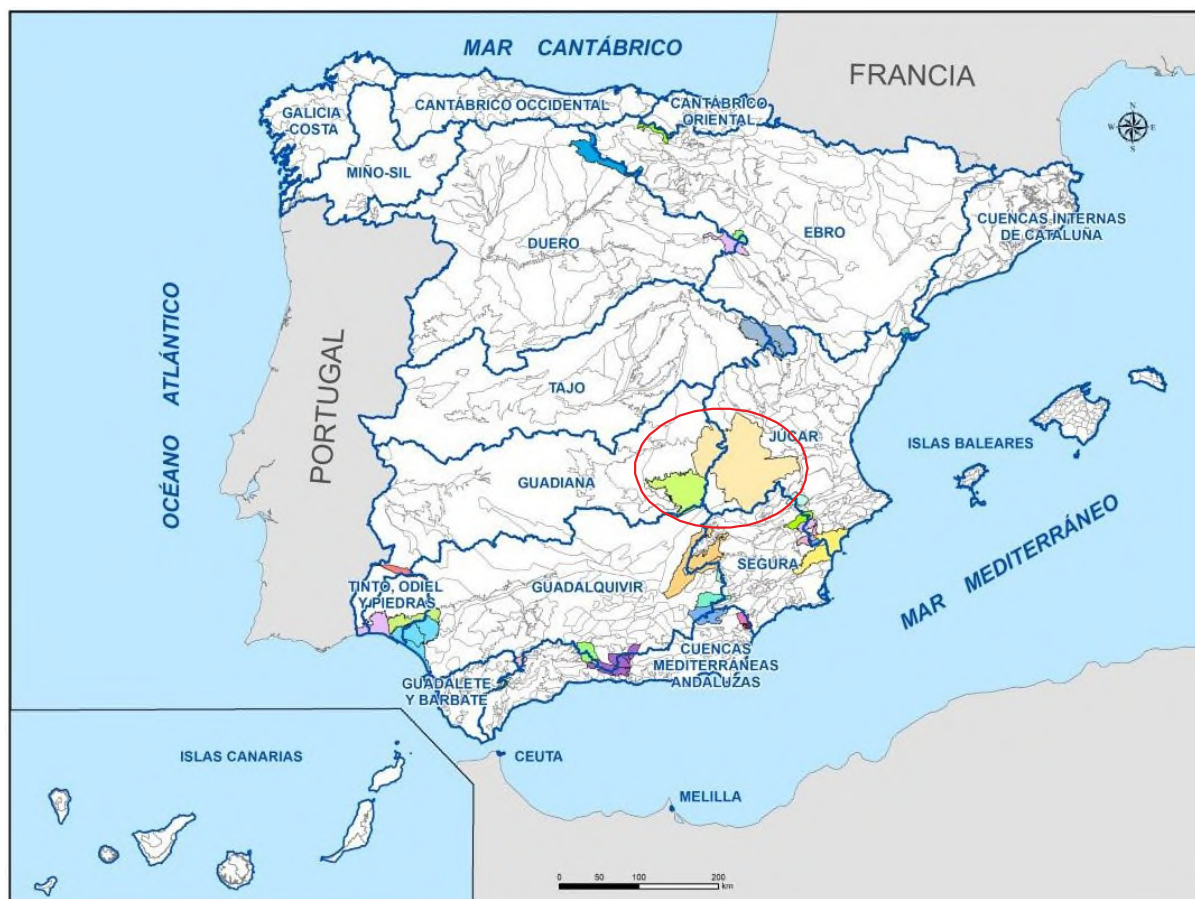 MAR CANTÁBRICO
FRANCIA
GALICIA
COSTA
CANTÁBRICO OCCIDENTAL
CANTÁBRICO
ORIENTAL
N
W
E
S
MIÑO-SIL
DUERO
EBRO
CUENCAS INTERNAS
DE CATALUÑA
OCÉANO ATLÁNTICO
PORTUGAL
TAJO
JÚCAR
ISLAS BALEARES
GUADIANA
MAR MEDITERRÁNEO
SEGURA
TINTO, ODIEL
Y PIEDRAS
GUADALQUIVIR
CUENCAS
MEDITERRÁNEAS
ANDALUZAS
GUADALETE
Y BARBATE
ISLAS CANARIAS
CEUTA
MELILLA
0 50 100 200
km